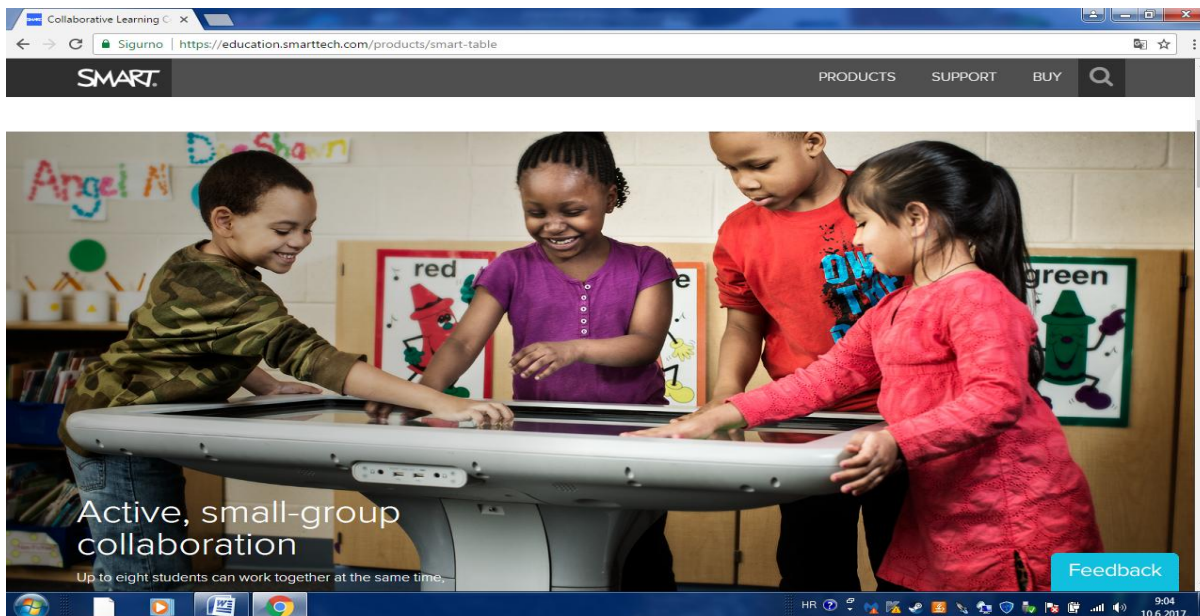 Collaborative Learning C
Sigurno | https://education.smarttech.com/products/smart-table
SMART.
PRODUCTS SUPPORT BUY
Angel N
DeShawn
red
green
Active, small-group
collaboration
Up to eight students can work together at the same time,
Feedback
HR
9:04
10.6.2017